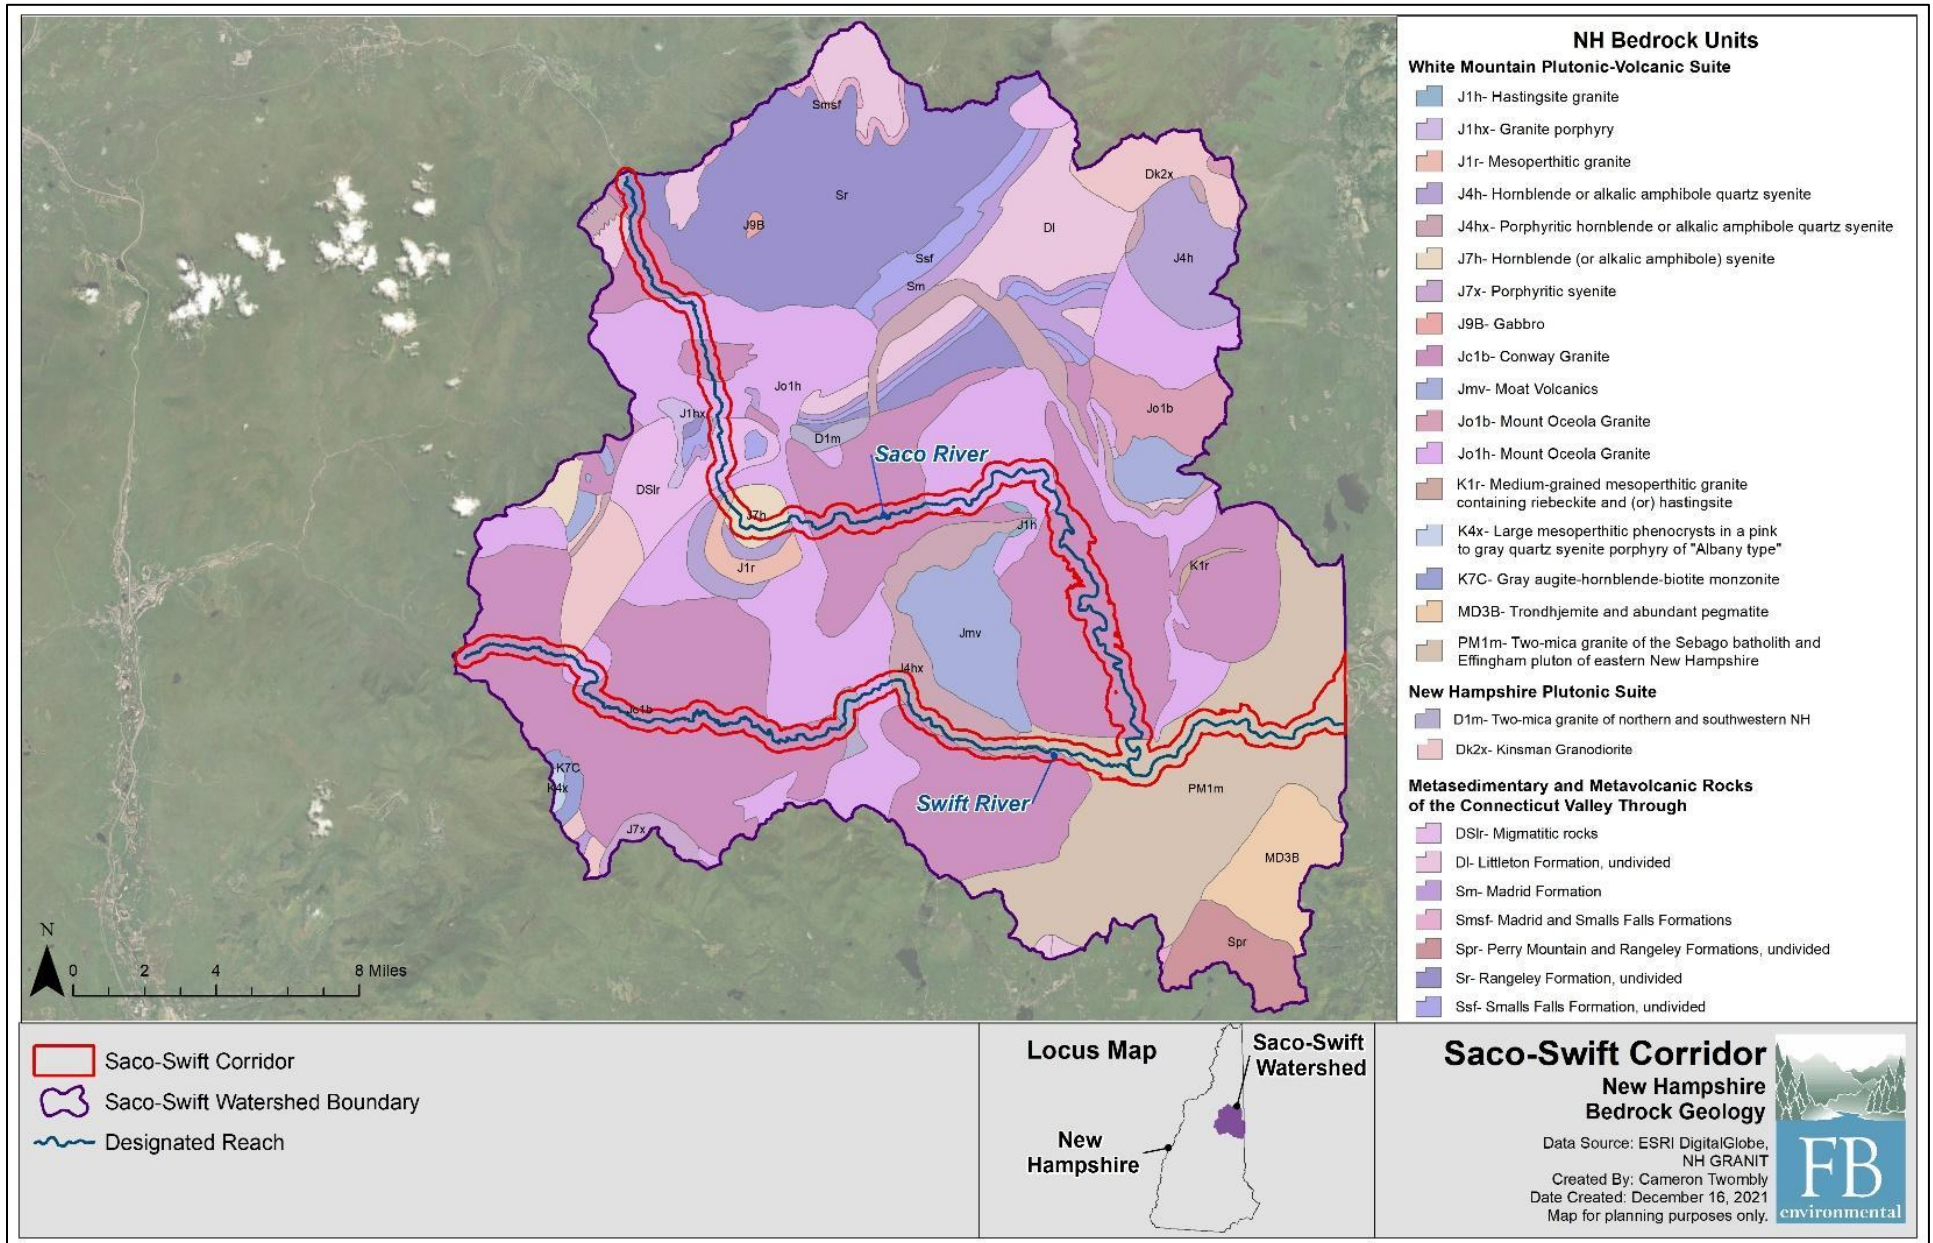 Smsf
Dk2x
Sr
J9B
Dl
J4h
Ssf
Sm
Jo1h
J1hx
Jo1b
D1m
Saco River
DSlr
J7h
J1h
J1r
K1r
Jmv
J4hx
Jc1b
K7C
K4x
Swift River
PM1m
J7x
MD3B
Spr
N
0 2 4 8 Miles
NH Bedrock Units
White Mountain Plutonic-Volcanic Suite
J1h- Hastingsite granite
J1hx- Granite porphyry
J1r- Mesoperthitic granite
J4h- Hornblende or alkalic amphibole quartz syenite
J4hx- Porphyritic hornblende or alkalic amphibole quartz syenite
J7h- Hornblende (or alkalic amphibole) syenite
J7x- Porphyritic syenite
J9B- Gabbro
Jc1b- Conway Granite
Jmv- Moat Volcanics
Jo1b- Mount Oceola Granite
Jo1h- Mount Oceola Granite
K1r- Medium-grained mesoperthitic granite
containing riebeckite and (or) hastingsite
K4x- Large mesoperthitic phenocrysts in a pink
to gray quartz syenite porphyry of "Albany type"
K7C- Gray augite-hornblende-biotite monzonite
MD3B- Trondhjemite and abundant pegmatite
PM1m- Two-mica granite of the Sebago batholith and
Effingham pluton of eastern New Hampshire
New Hampshire Plutonic Suite
D1m- Two-mica granite of northern and southwestern NH
Dk2x- Kinsman Granodiorite
Metasedimentary and Metavolcanic Rocks
of the Connecticut Valley Through
DSlr- Migmatitic rocks
Dl- Littleton Formation, undivided
Sm- Madrid Formation
Smsf- Madrid and Smalls Falls Formations
Spr- Perry Mountain and Rangeley Formations, undivided
Sr- Rangeley Formation, undivided
Ssf- Smalls Falls Formation, undivided
Saco-Swift Corridor
Saco-Swift Watershed Boundary
Designated Reach
Locus Map
Saco-Swift
Watershed
New
Hampshire
Saco-Swift Corridor
New Hampshire
Bedrock Geology
Data Source: ESRI DigitalGlobe,
NH GRANIT
Created By: Cameron Twombly
Date Created: December 16, 2021
Map for planning purposes only.
FB
environmental